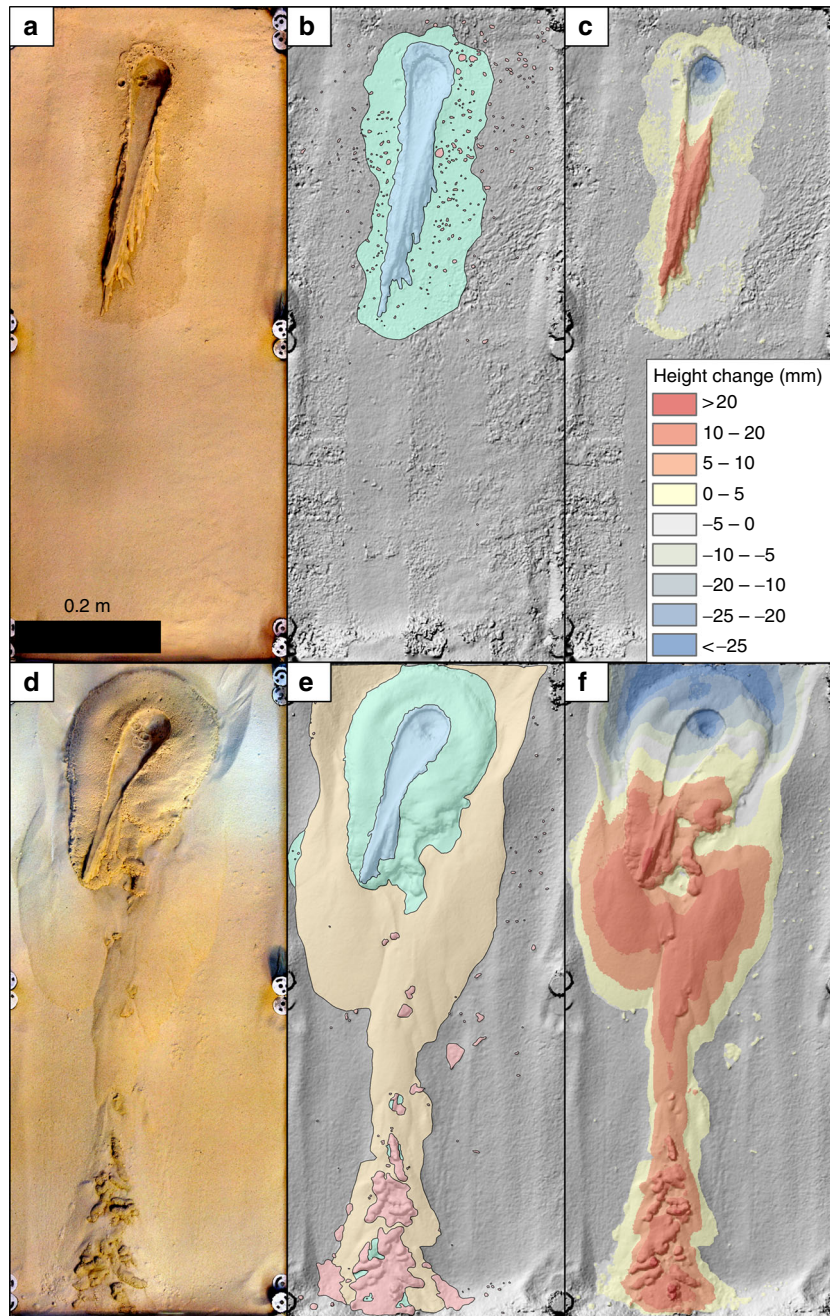 a
b
c
Height change (mm)
>20
10 – 20
5 – 10
0 – 5
–5 – 0
–10 – –5
–20 – –10
–25 – –20
<–25
0.2 m
d
e
f